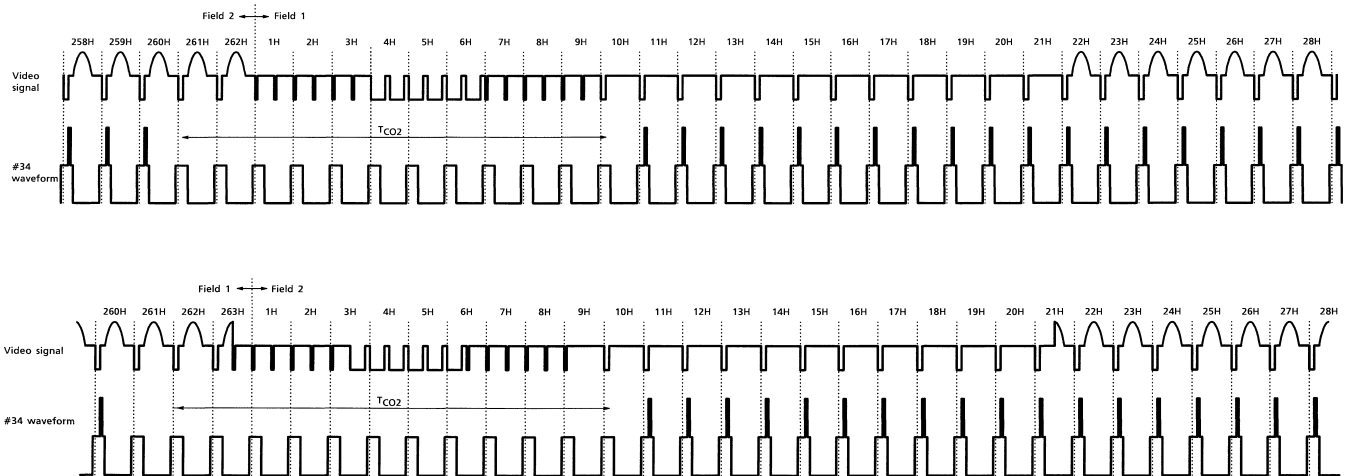 Field 2 Field 1
258H 259H 260H 261H 262H 1H 2H 3H 4H 5H 6H 7H 8H 9H 10H 11H 12H 13H 14H 15H 16H 17H 18H 19H 20H 21H 22H 23H 24H 25H 26H 27H 28H
Video
signal
TCO2
#34
waveform
Field 1 Field 2
260H 261H 262H 263H 1H 2H 3H 4H 5H 6H 7H 8H 9H 10H 11H 12H 13H 14H 15H 16H 17H 18H 19H 20H 21H 22H 23H 24H 25H 26H 27H 28H
Video signal
TCO2
#34 waveform